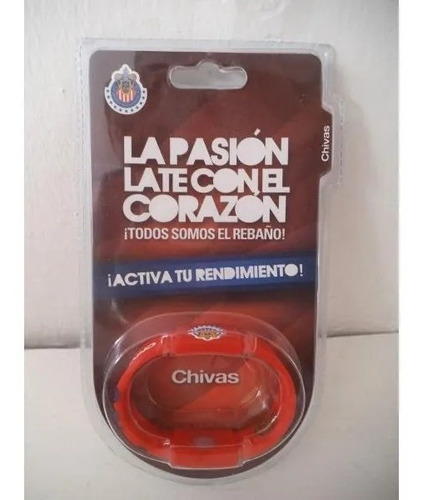 LA PASIÓN
LATE CON EL
CORAZÓN
¡TODOS SOMOS EL REBAÑO!
Chivas
¡ACTIVA TU RENDIMIENTO!
Chivas